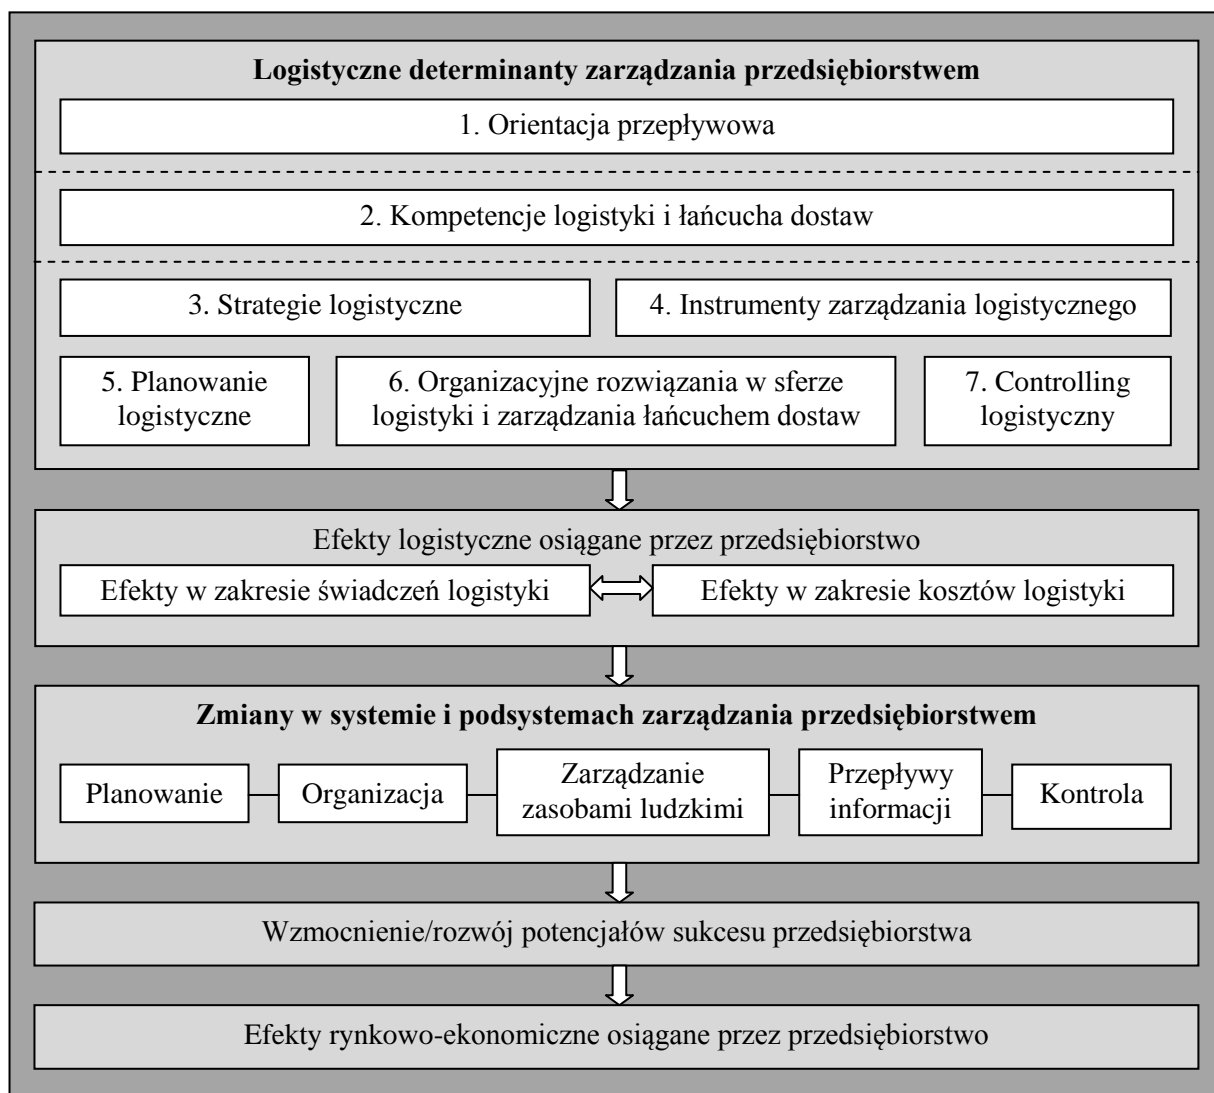 Logistyczne determinanty zarządzania przedsiębiorstwem
1. Orientacja przepływowa
2. Kompetencje logistyki i łańcucha dostaw
3. Strategie logistyczne
4. Instrumenty zarządzania logistycznego
5. Planowanie
logistyczne
6. Organizacyjne rozwiązania w sferze
logistyki i zarządzania łańcuchem dostaw
7. Controlling
logistyczny
Efekty logistyczne osiągane przez przedsiębiorstwo
Efekty w zakresie świadczeń logistyki
Efekty w zakresie kosztów logistyki
Zmiany w systemie i podsystemach zarządzania przedsiębiorstwem
Planowanie
Organizacja
Zarządzanie
zasobami ludzkimi
Przepływy
informacji
Kontrola
Wzmocnienie/rozwój potencjałów sukcesu przedsiębiorstwa
Efekty rynkowo-ekonomiczne osiągane przez przedsiębiorstwo